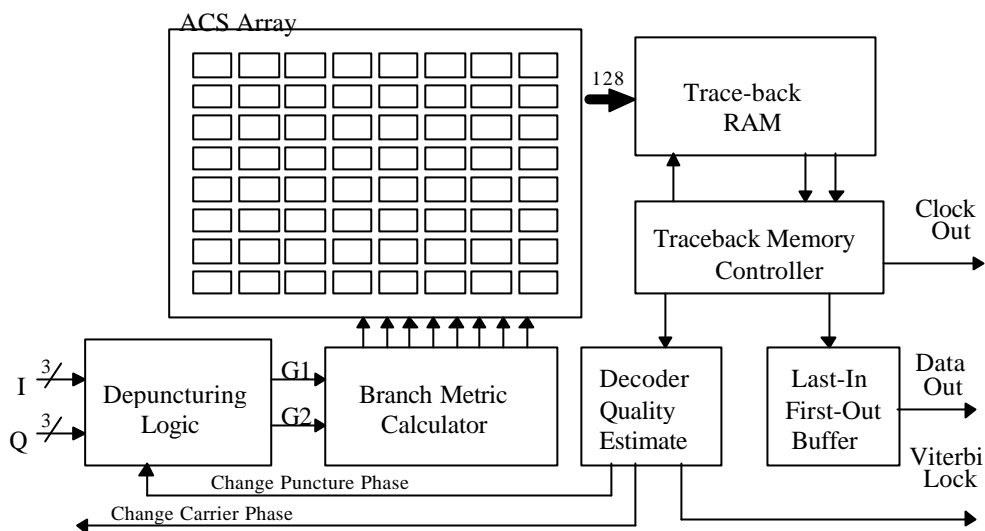 ACS Array
128
Trace-back
RAM
Traceback Memory
Controller
Clock
Out
I
3
Q
3
Depuncturing
Logic
G1
G2
Branch Metric
Calculator
Decoder
Quality
Estimate
Last-In
First-Out
Buffer
Data
Out
Viterbi
Lock
Change Puncture Phase
Change Carrier Phase